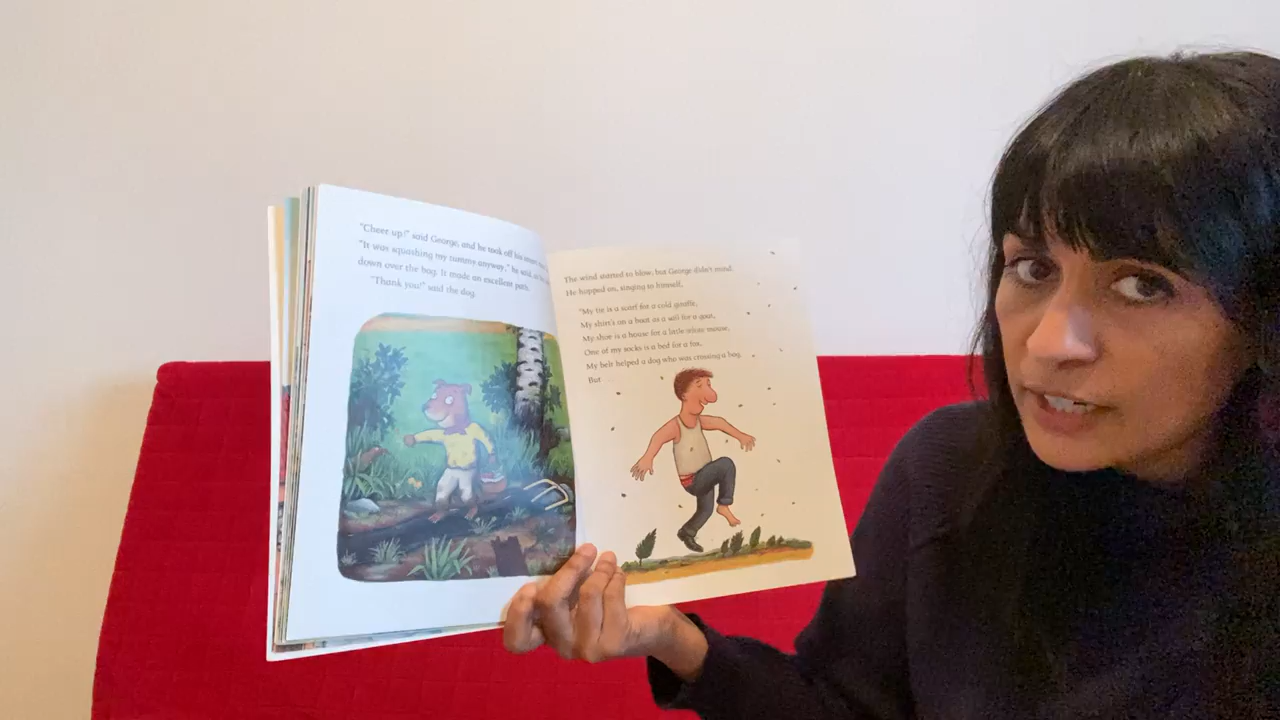 "Cheer up!" said George, and he took off his smart
"It was squashing my tummy anyway," he said, as he
down over the bog. It made an excellent path.
"Thank you!" said the dog.
The wind started to blow, but George didn't mind.
He hopped on, singing to himself,
"My tie is a scarf for a cold giraffe,
My shirt's on a boat as a sail for a goat,
My shoe is a house for a little white mouse,
One of my socks is a bed for a fox,
My belt helped a dog who was crossing a bog,
But ...